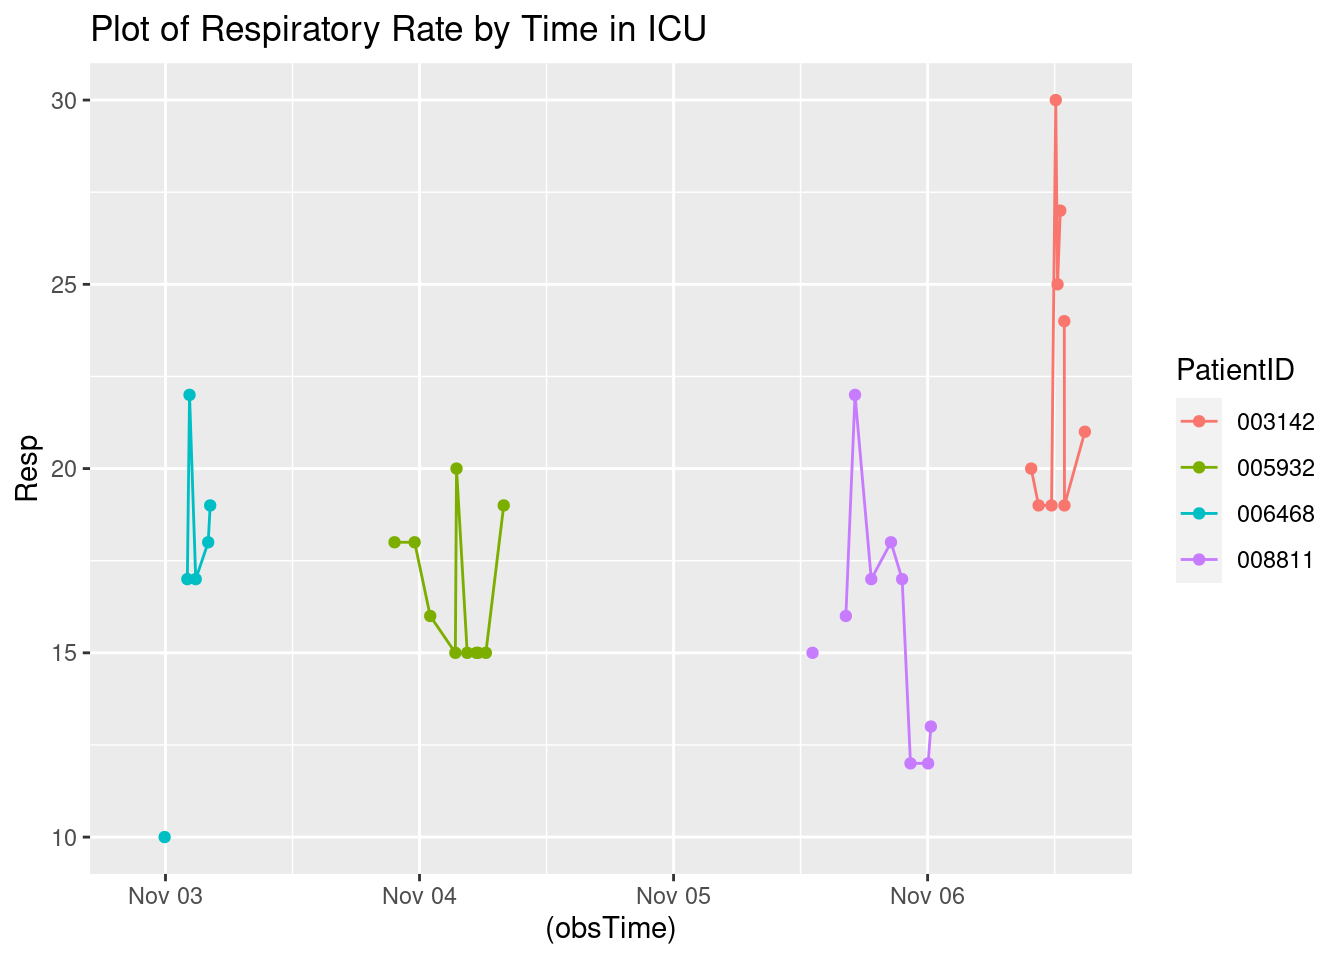 Plot of Respiratory Rate by Time in ICU
30
25
20
15
10
Resp
Nov 03
Nov 04
Nov 05
Nov 06
(obsTime)
PatientID
003142
005932
006468
008811